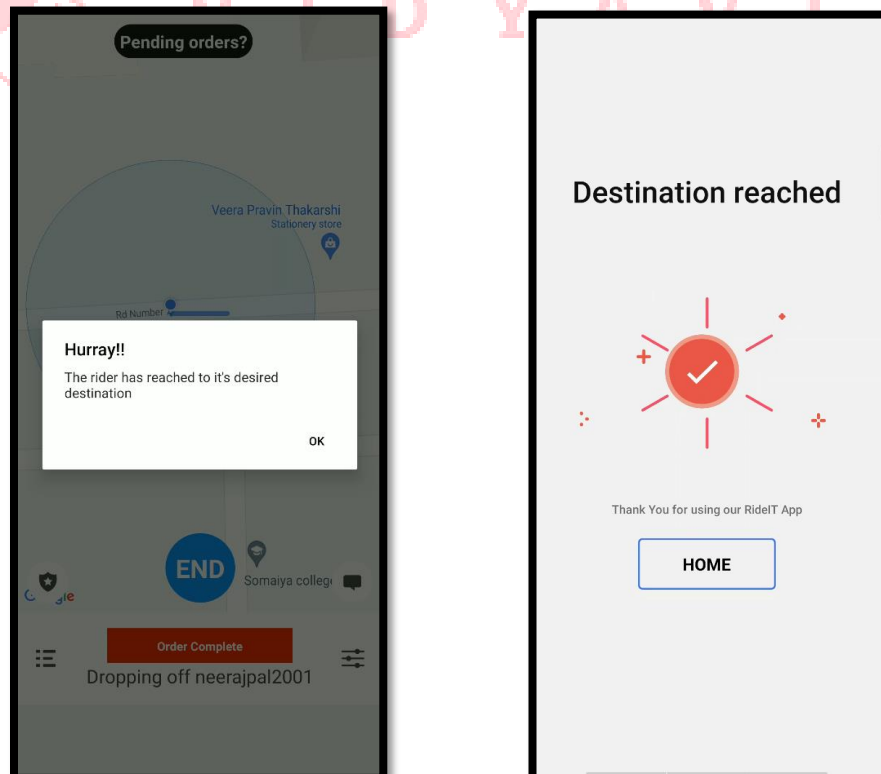 Pending orders?
Veera Pravin Thakarshi
Stationery store
Rd Number
Hurray!!
The rider has reached to it's desired
destination
OK
END
Somaiya colleg
Order Complete
Dropping off neerajpal2001
Destination reached
Thank You for using our RideIT App
HOME